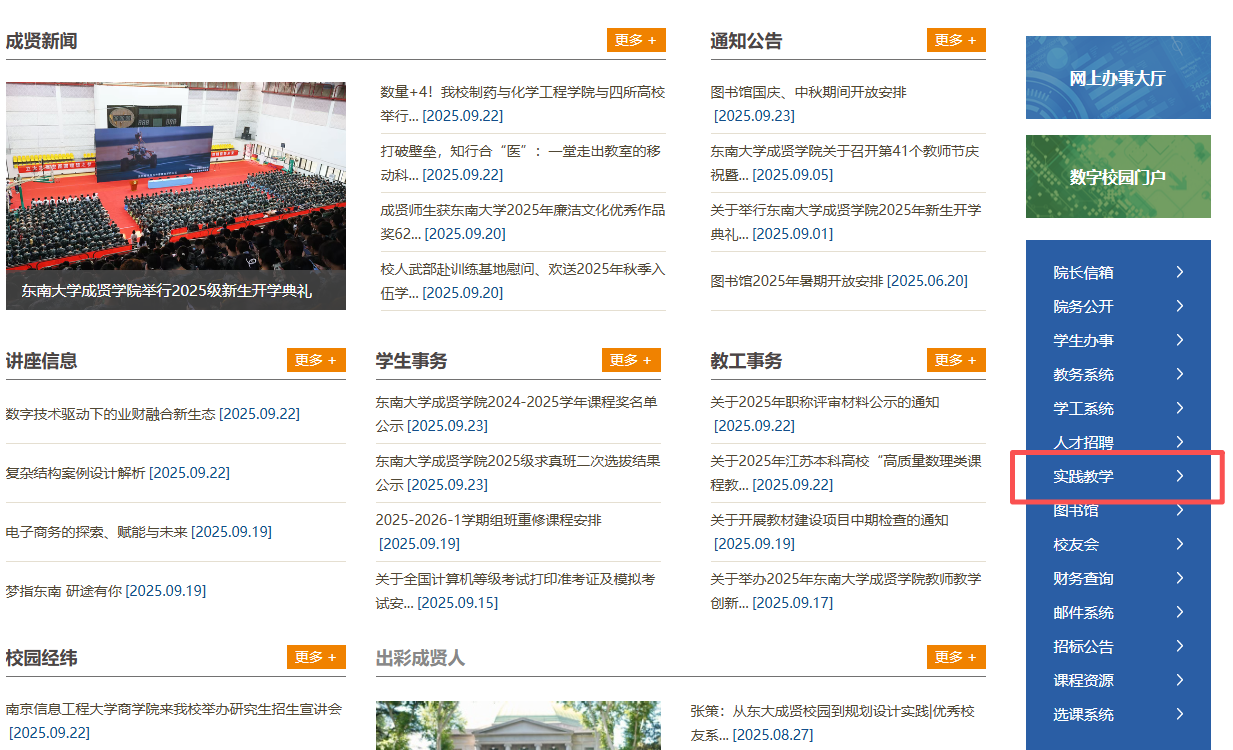 成贤新闻
更多 +
东南大学成贤学院举行2025级新生开学典礼
数量+4！我校制药与化学工程学院与四所高校
举行... [2025.09.22]
打破壁垒，知行合“医”：一堂走出教室的移
动科... [2025.09.22]
成贤师生获东南大学2025年廉洁文化优秀作品
奖62... [2025.09.20]
校人武部赴训练基地慰问、欢送2025年秋季入
伍学... [2025.09.20]
通知公告
更多 +
图书馆国庆、中秋期间开放安排
[2025.09.23]
东南大学成贤学院关于召开第41个教师节庆
祝暨... [2025.09.05]
关于举行东南大学成贤学院2025年新生开学
典礼... [2025.09.01]
图书馆2025年暑期开放安排 [2025.06.20]
讲座信息
更多 +
数字技术驱动下的业财融合新生态 [2025.09.22]
复杂结构案例设计解析 [2025.09.22]
电子商务的探索、赋能与未来 [2025.09.19]
梦指东南 研途有你 [2025.09.19]
学生事务
更多 +
东南大学成贤学院2024-2025学年课程奖名单
公示 [2025.09.23]
东南大学成贤学院2025级求真班二次选拔结果
公示 [2025.09.23]
2025-2026-1学期组班重修课程安排
[2025.09.19]
关于全国计算机等级考试打印准考证及模拟考
试安... [2025.09.15]
教工事务
更多 +
关于2025年职称评审材料公示的通知
[2025.09.22]
关于2025年江苏本科高校“高质量数理类课
程教... [2025.09.22]
关于开展教材建设项目中期检查的通知
[2025.09.19]
关于举办2025年东南大学成贤学院教师教学
创新... [2025.09.17]
校园经纬
更多 +
南京信息工程大学商学院来我校举办研究生招生宣讲会
[2025.09.22]
出彩成贤人
更多 +
张策：从东大成贤校园到规划设计实践|优秀校
友系... [2025.08.27]
网上办事大厅
数字校园门户
院长信箱
院务公开
学生办事
教务系统
学工系统
人才招聘
实践教学
图书馆
校友会
财务查询
邮件系统
招标公告
课程资源
选课系统